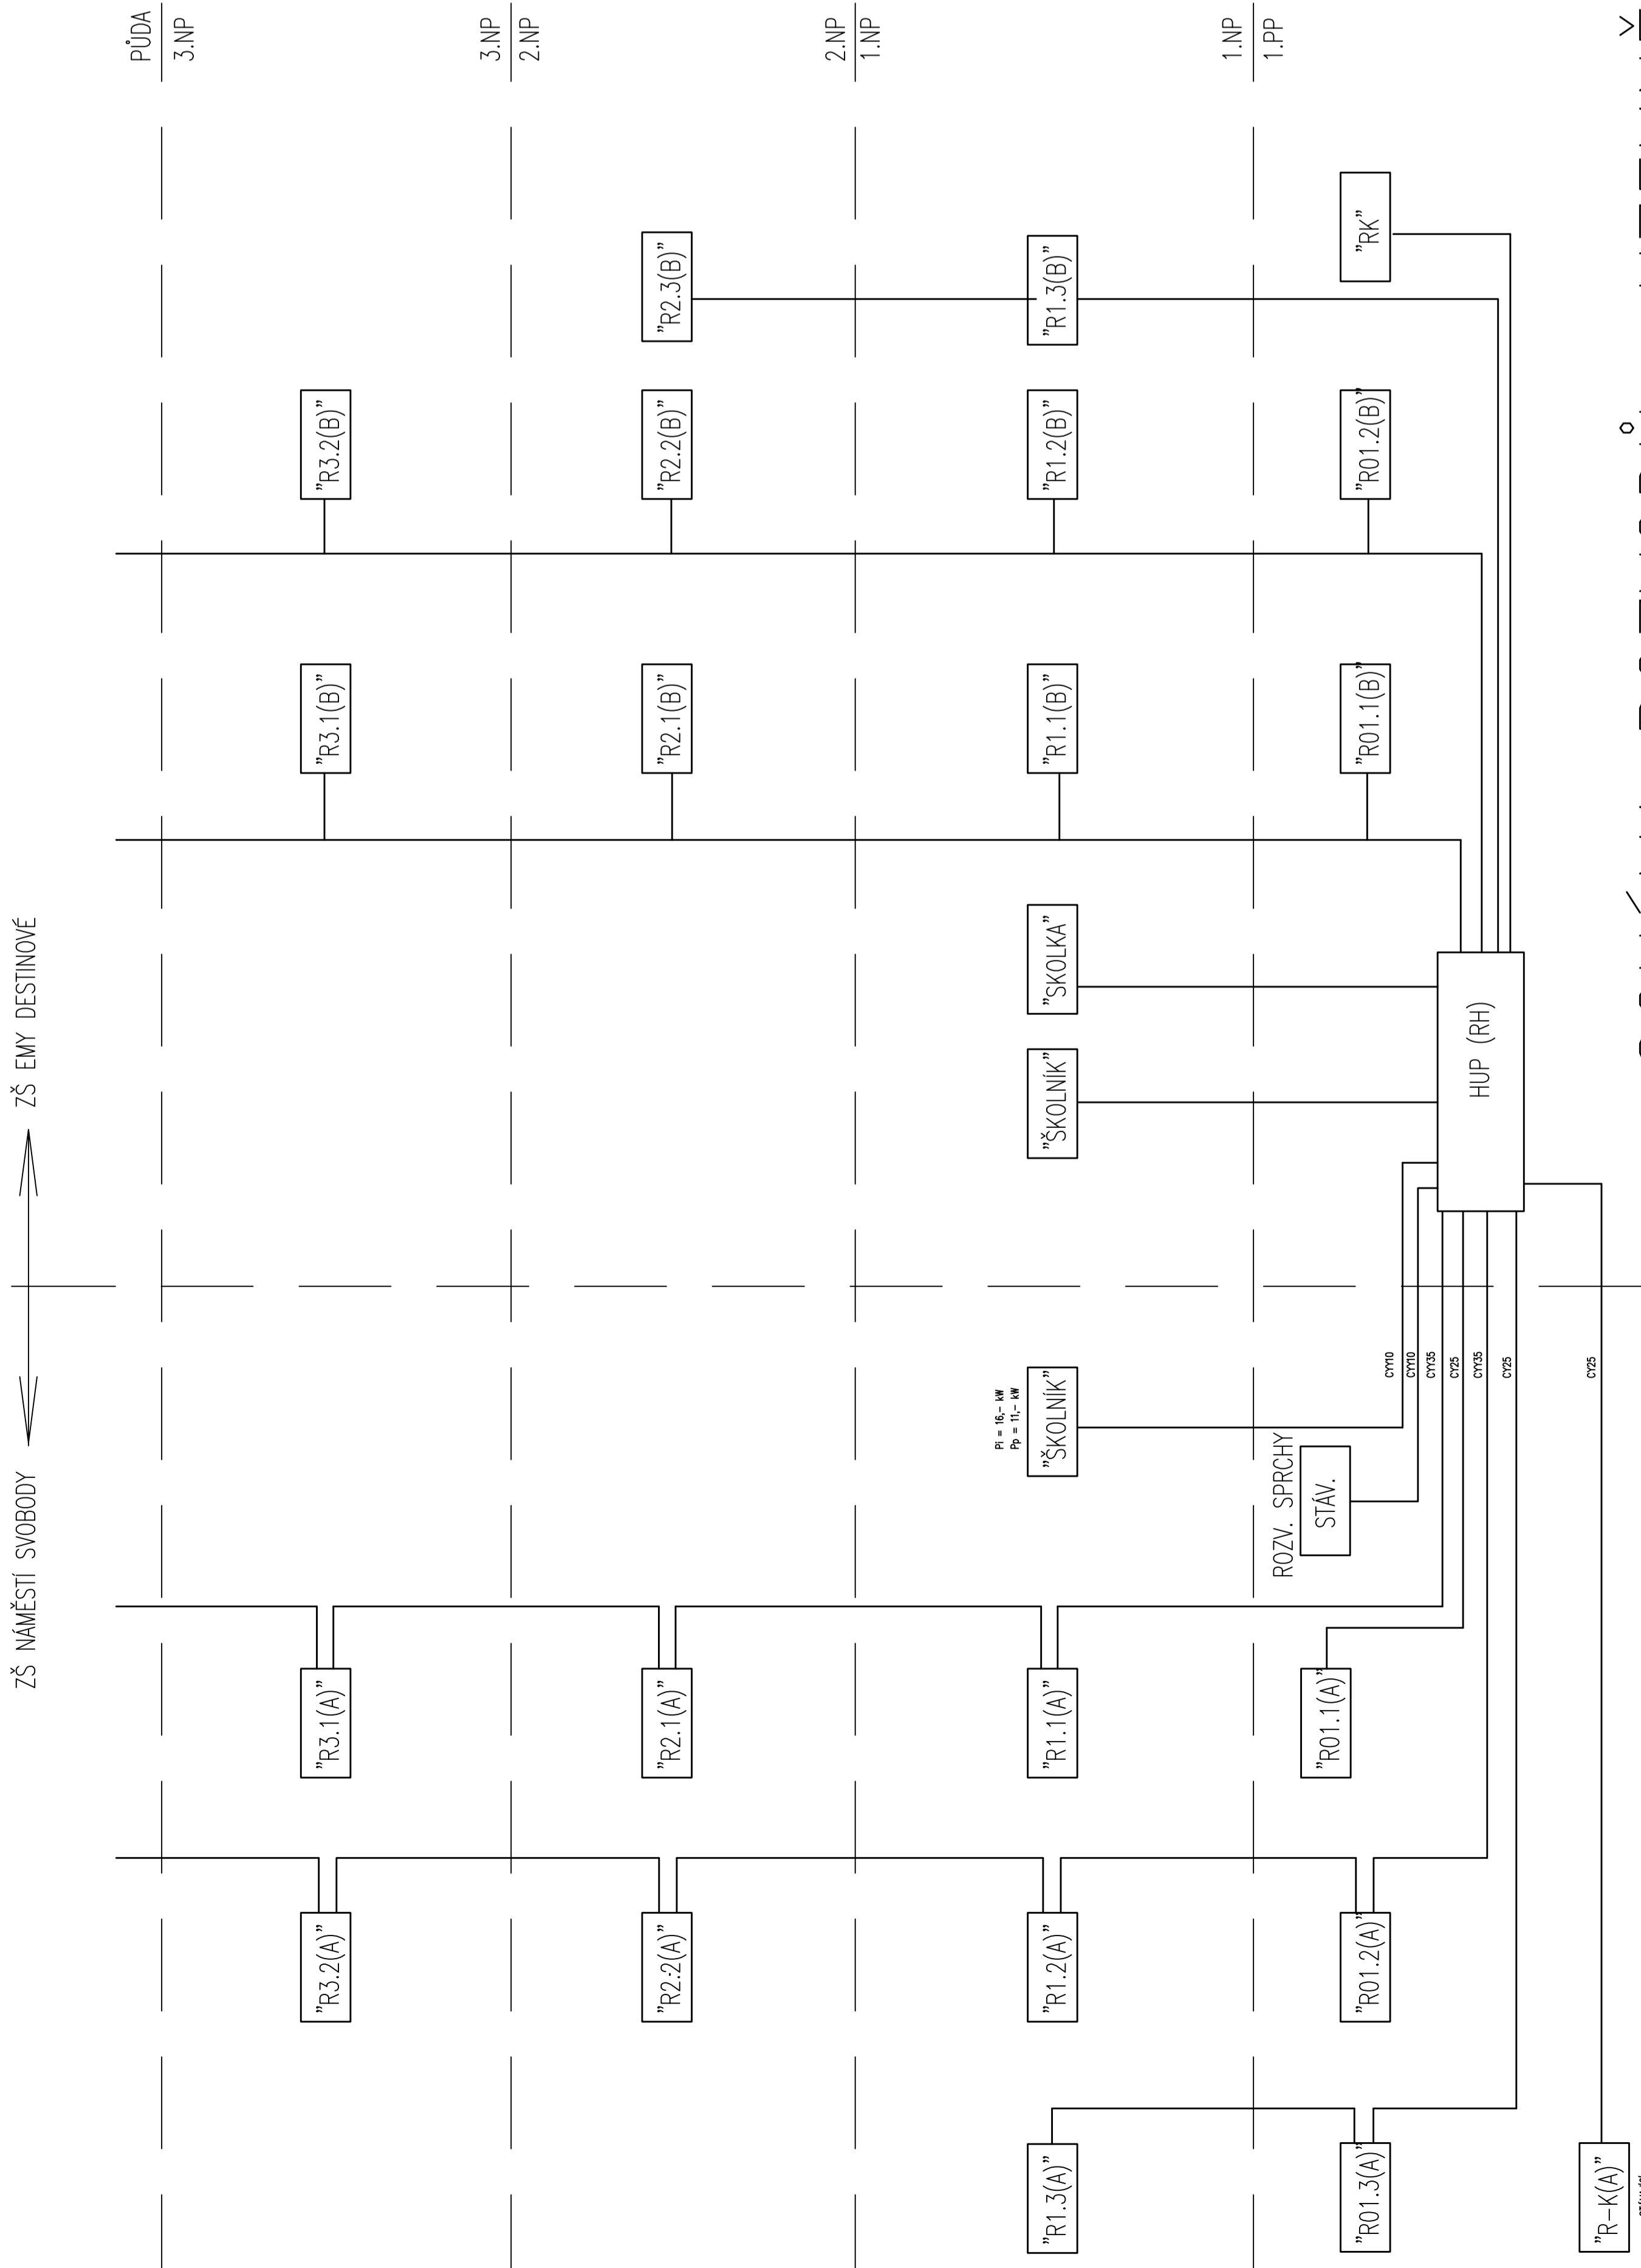 ZŠ NÁMĚSTÍ SVOBODY
ZŠ EMY DESTINOVÉ
PŮDA
3.NP
"R3.2(A)"
"R3.1(A)"
"R3.1(B)"
"R3.2(B)"
3.NP
2.NP
"R2.2(A)"
"R2.1(A)"
"R2.1(B)"
"R2.2(B)"
"R2.3(B)"
2.NP
1.NP
Pi = 16,- kW
Pp = 11,- kW
"R1.3(A)"
"R1.2(A)"
"R1.1(A)"
"ŠKOLNÍK"
"ŠKOLNÍK"
"SKOLKA"
"R1.1(B)"
"R1.2(B)"
"R1.3(B)"
1.NP
1.PP
ROZV. SPRCHY
STÁV.
"R01.3(A)"
"R01.2(A)"
"R01.1(A)"
"R01.1(B)"
"R01.2(B)"
"RK"
CYY10
CYY10
CYY35
CY25
CYY35
CY25
HUP (RH)
CY25
"R-K(A)"